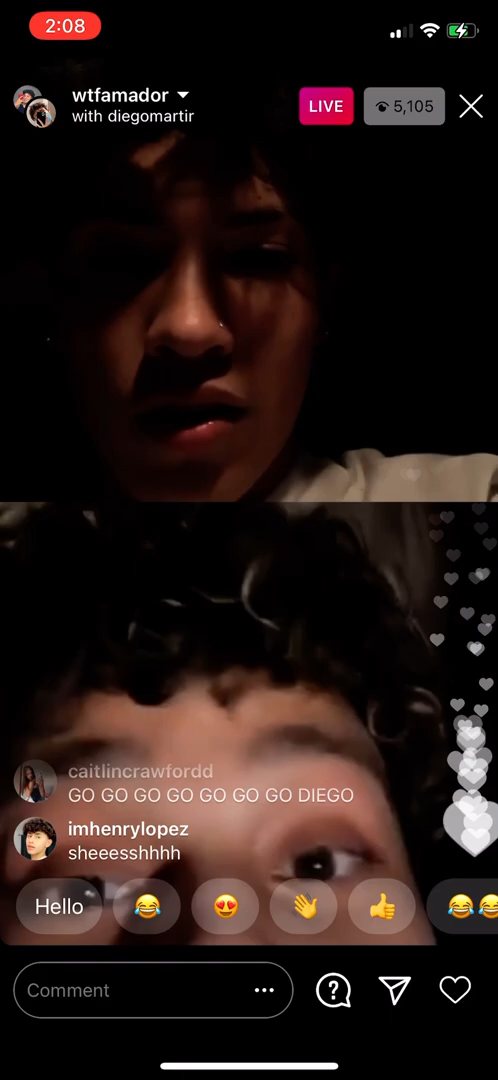 2:08
wtfamador
with diegomartir
LIVE
5,105
caitlincrawfordd
GO GO GO GO GO GO GO DIEGO
imhenrylopez
sheeesshhhh
Hello
Comment